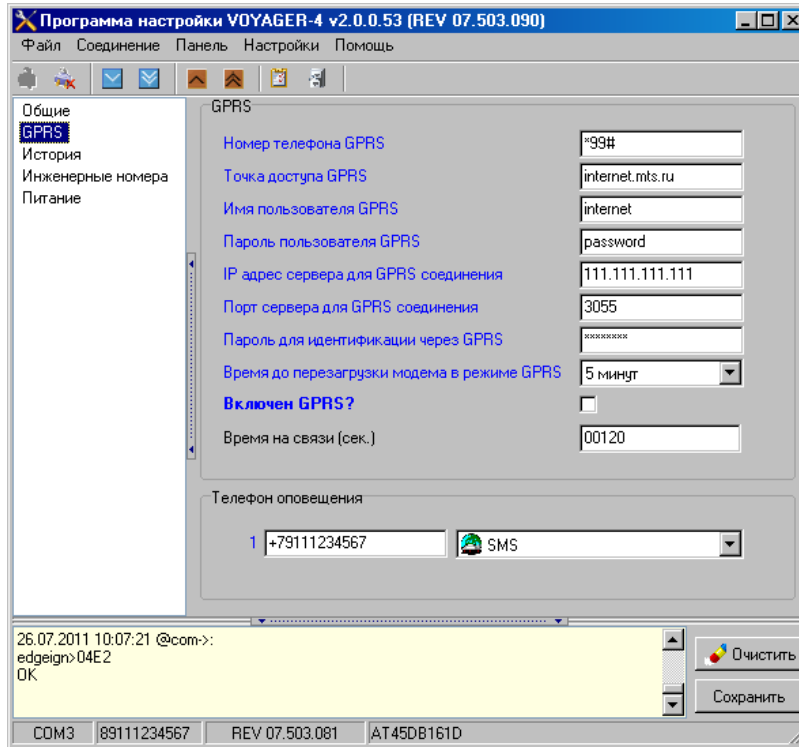 Программа настройки VOYAGER-4 v2.0.0.53 (REV 07.503.090)
Файл Соединение Панель Настройки Помощь
Общие
GPRS
История
Инженерные номера
Питание
GPRS
Номер телефона GPRS *99#
Точка доступа GPRS internet.mts.ru
Имя пользователя GPRS internet
Пароль пользователя GPRS password
IP адрес сервера для GPRS соединения 111.111.111.111
Порт сервера для GPRS соединения 3055
Пароль для идентификации через GPRS ********
Время до перезагрузки модема в режиме GPRS 5 минут
Включен GPRS?
Время на связи (сек.) 00120
Телефон оповещения
1 +79111234567 SMS
26.07.2011 10:07:21 @com->:
edgeign>04E2
OK
Очистить
Сохранить
COM3 89111234567 REV 07.503.081 AT45DB161D